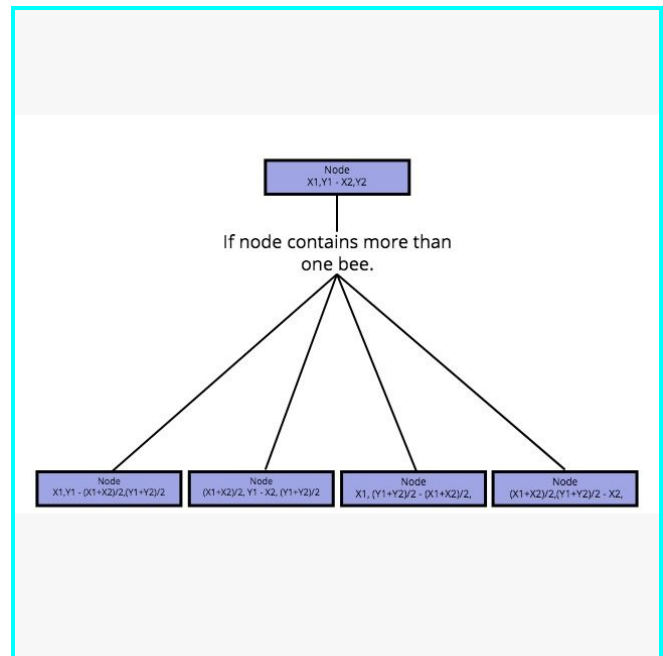 Node
X1,Y1 - X2,Y2
If node contains more than
one bee.
Node
X1,Y1 - (X1+X2)/2,(Y1+Y2)/2
Node
(X1+X2)/2, Y1 - X2, (Y1+Y2)/2
Node
X1, (Y1+Y2)/2 - (X1+X2)/2,
Node
(X1+X2)/2,(Y1+Y2)/2 - X2,